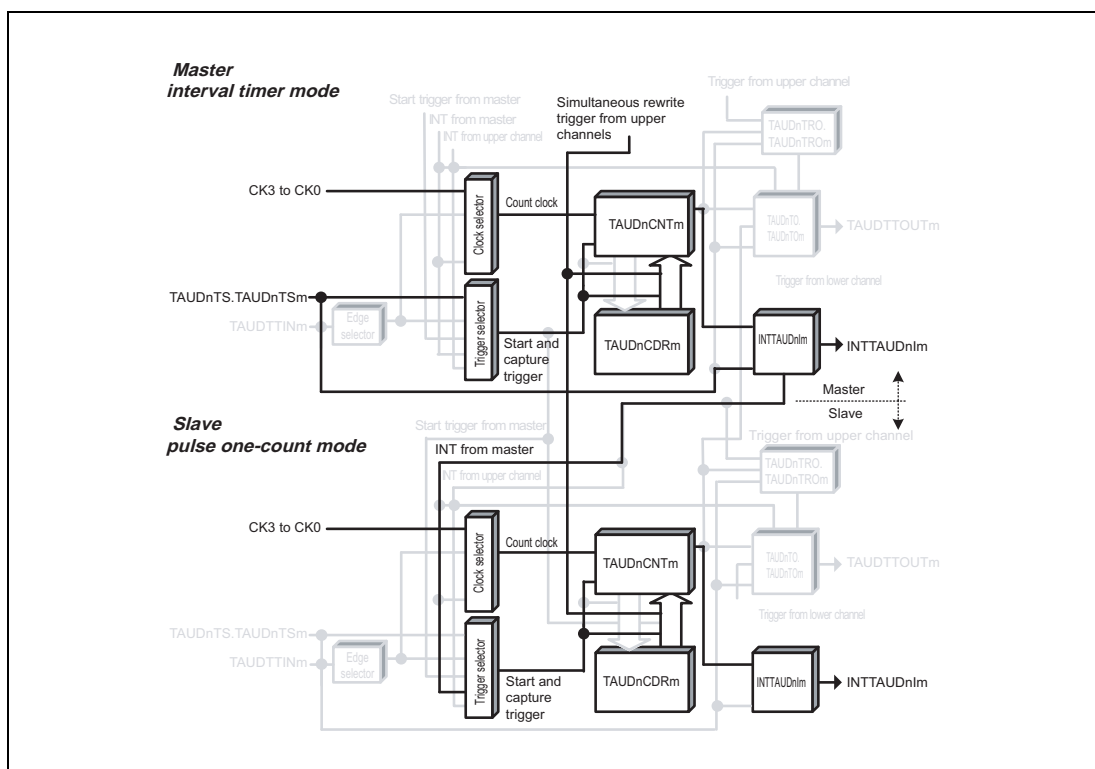 Master
interval timer mode
Start trigger from master
INT from master
INT from upper channel
Simultaneous rewrite
trigger from upper
channels
Trigger from upper channel
TAUDnTRO.
TAUDnTROm
CK3 to CK0
Clock selector
Count clock
TAUDnCNTm
TAUDnTO.
TAUDnTOm
TAUDTTOUTm
Trigger from lower channel
TAUDnTS.TAUDnTSm
TAUDTTINm
Edge
selector
Trigger selector
Start and
capture
trigger
TAUDnCDRm
INTTAUDnIm
INTTAUDnIm
Master
Slave
Slave
pulse one-count mode
Start trigger from master
INT from master
INT from upper channel
Trigger from upper channel
TAUDnTRO.
TAUDnTROm
CK3 to CK0
Clock selector
Count clock
TAUDnCNTm
TAUDnTO.
TAUDnTOm
TAUDTTOUTm
Trigger from lower channel
TAUDnTS.TAUDnTSm
TAUDTTINm
Edge
selector
Trigger selector
Start and
capture
trigger
TAUDnCDRm
INTTAUDnIm
INTTAUDnIm